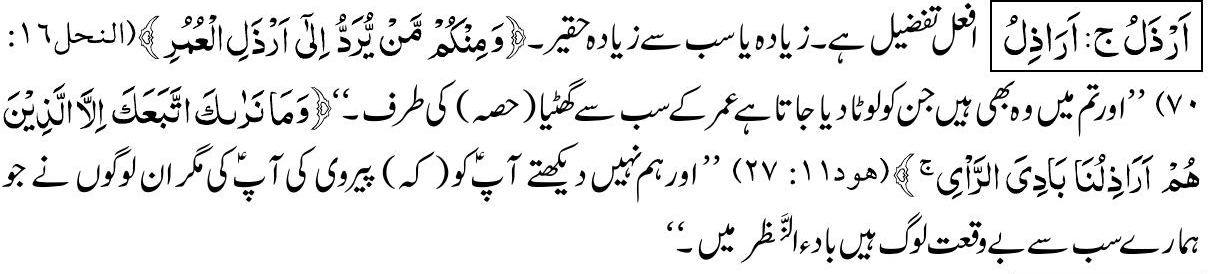 اَرْذَلُ ج: اَرَاذِلُ افعل تفضیل ہے۔ زیادہ یا سب سے زیادہ حقیر۔ ﴿وَمِنْكُمْ مَّنْ يُّرَدُّ اِلٰٓى اَرْذَلِ الْعُمُرِ﴾ (النحل ١٦:
٧٠) ’’اور تم میں وہ بھی ہیں جن کو لوٹا دیا جاتا ہے عمر کے سب سے گھٹیا (حصہ) کی طرف۔‘‘ ﴿وَمَا نَرٰىكَ اتَّبَعَكَ اِلَّا الَّذِيْنَ
هُمْ اَرَاذِلُنَا بَادِيَ الرَّاْيِ ۚ﴾ (ھود ١١: ٢٧) ’’اور ہم نہیں دیکھتے آپؑ کو (کہ) پیروی کی آپؑ کی مگر ان لوگوں نے جو
ہمارے سب سے بے وقعت لوگ ہیں بادء النَّظر میں۔‘‘